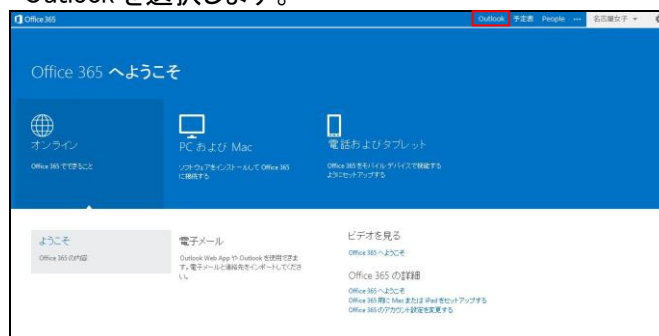 Outlook を選択します。
Office 365
Outlook 予定表 People ••• 名古屋女子
Office 365 へようこそ
オンライン
Office 365 でできること
PC および Mac
ソフトウェアをインストールして Office 365
に接続する
電話およびタブレット
Office 365 をモバイル デバイスで機能する
ようにセットアップする
ようこそ
Office 365 の内容
電子メール
Outlook Web App や Outlook を使用できま
す。電子メールと連絡先をインポートしてくださ
い。
ビデオを見る
Office 365 へようこそ
Office 365 の詳細
Office 365 へようこそ
Office 365 用に Mac または iPad をセットアップする
Office 365 のアカウント設定を変更する